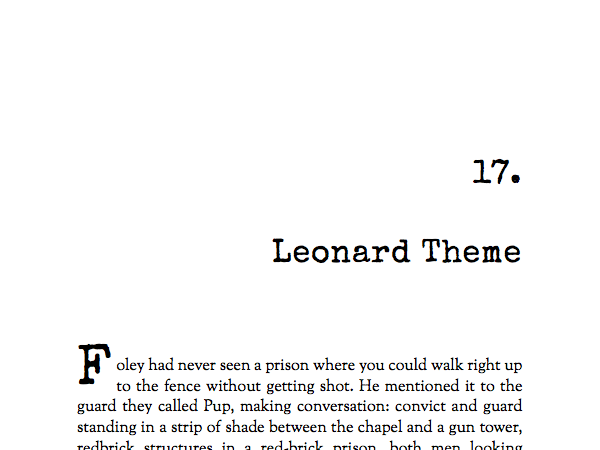 17.
Leonard Theme
Foley had never seen a prison where you could walk right up
to the fence without getting shot. He mentioned it to the
guard they called Pup, making conversation: convict and guard
standing in a strip of shade between the chapel and a gun tower,
redbrick structures in a red-brick prison, both men looking